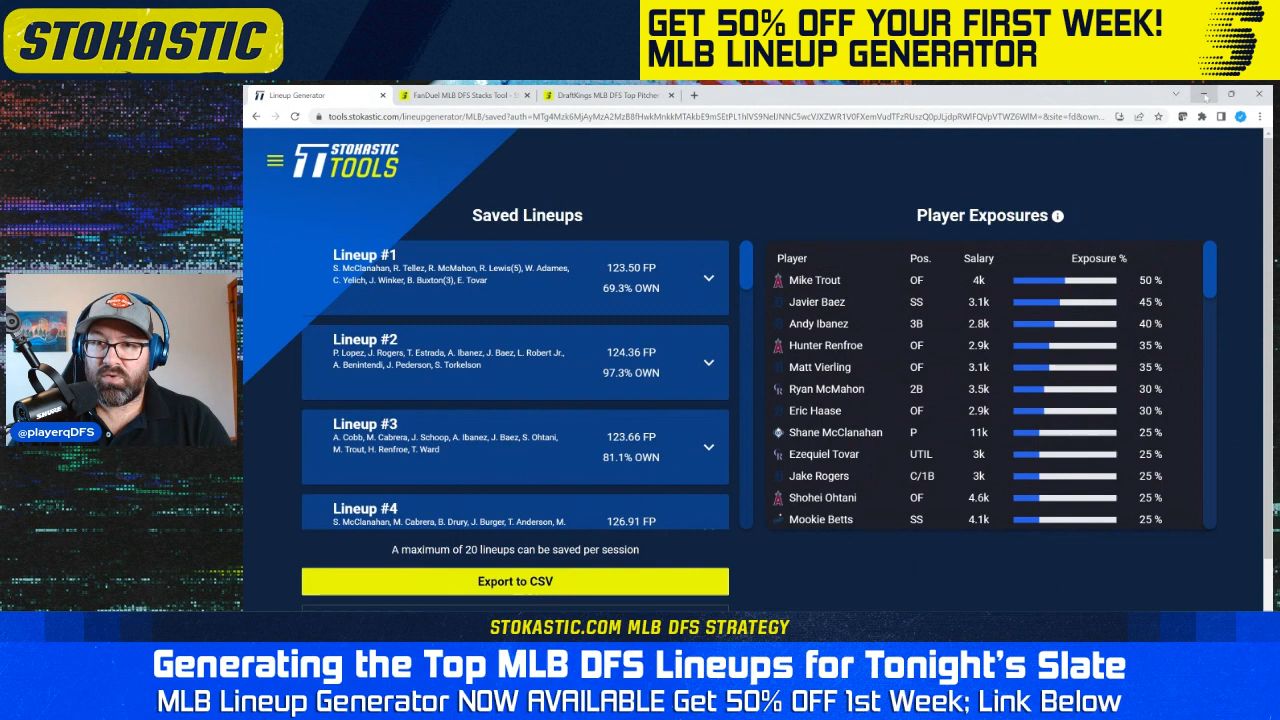 STOKASTIC
GET 50% OFF YOUR FIRST WEEK!
MLB LINEUP GENERATOR
Lineup Generator
FanDuel MLB DFS Stacks Tool - S
DraftKings MLB DFS Top Pitcher
STOKASTIC
TOOLS
Saved Lineups
Lineup #1
S. McClanahan, R. Tellez, R. McMahon, R. Lewis(5), W. Adames,
C. Yelich, J. Winker, B. Buxton(3), E. Tovar
123.50 FP
69.3% OWN
Lineup #2
P. Lopez, J. Rogers, T. Estrada, A. Ibanez, J. Baez, L. Robert Jr.,
A. Benintendi, J. Pederson, S. Torkelson
124.36 FP
97.3% OWN
Lineup #3
A. Cobb, M. Cabrera, J. Schoop, A. Ibanez, J. Baez, S. Ohtani,
M. Trout, H. Renfroe, T. Ward
123.66 FP
81.1% OWN
Lineup #4
S. McClanahan, M. Cabrera, B. Drury, J. Burger, T. Anderson, M.
126.91 FP
A maximum of 20 lineups can be saved per session
Export to CSV
Player Exposures
Player Pos. Salary Exposure %
Mike Trout OF 4k 50 %
Javier Baez SS 3.1k 45 %
Andy Ibanez 3B 2.8k 40 %
Hunter Renfroe OF 2.9k 35 %
Matt Vierling OF 3.1k 35 %
Ryan McMahon 2B 3.5k 30 %
Eric Haase OF 2.9k 30 %
Shane McClanahan P 11k 25 %
Ezequiel Tovar UTIL 3k 25 %
Jake Rogers C/1B 3k 25 %
Shohei Ohtani OF 4.6k 25 %
Mookie Betts SS 4.1k 25 %
SHURE
@playerqDFS
STOKASTIC.COM MLB DFS STRATEGY
Generating the Top MLB DFS Lineups for Tonight's Slate
MLB Lineup Generator NOW AVAILABLE Get 50% OFF 1st Week; Link Below